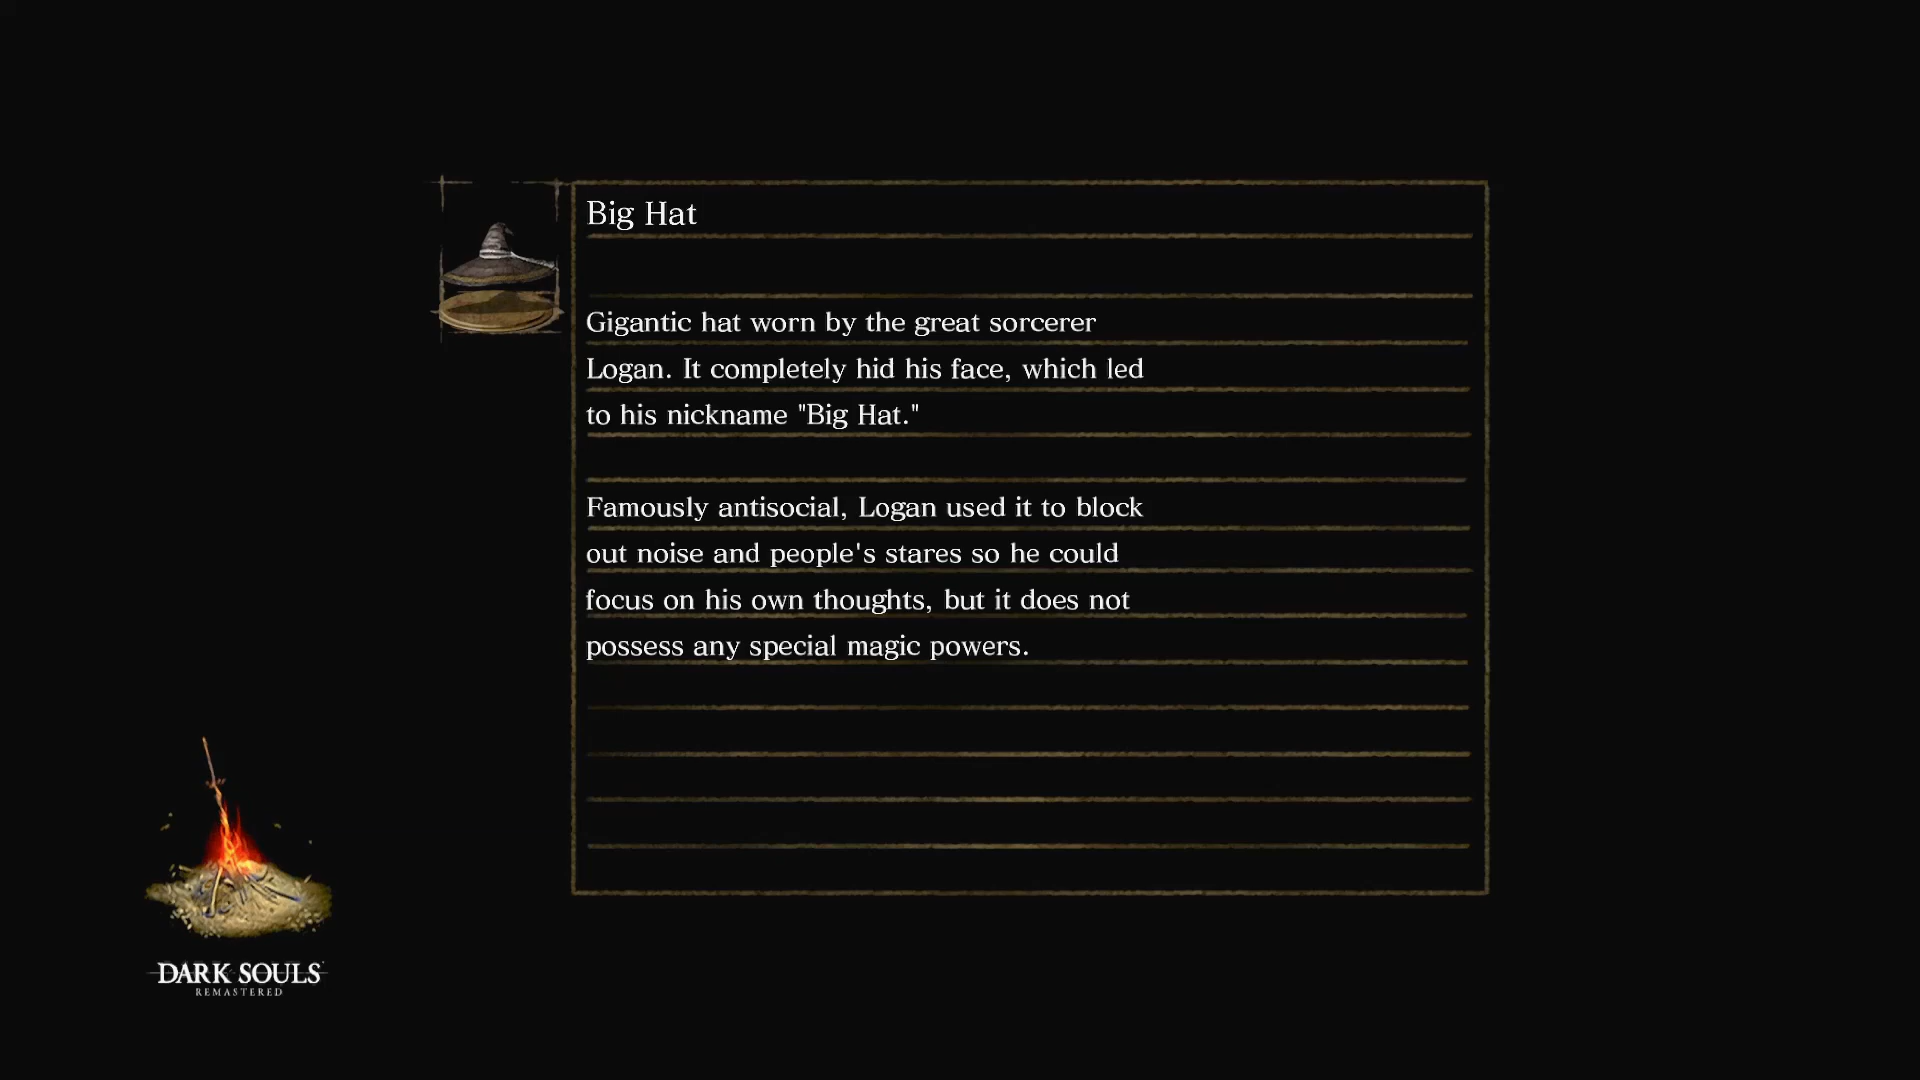 Big Hat
Gigantic hat worn by the great sorcerer
Logan. It completely hid his face, which led
to his nickname "Big Hat."
Famously antisocial, Logan used it to block
out noise and people's stares so he could
focus on his own thoughts, but it does not
possess any special magic powers.
DARK SOULS
REMASTERED